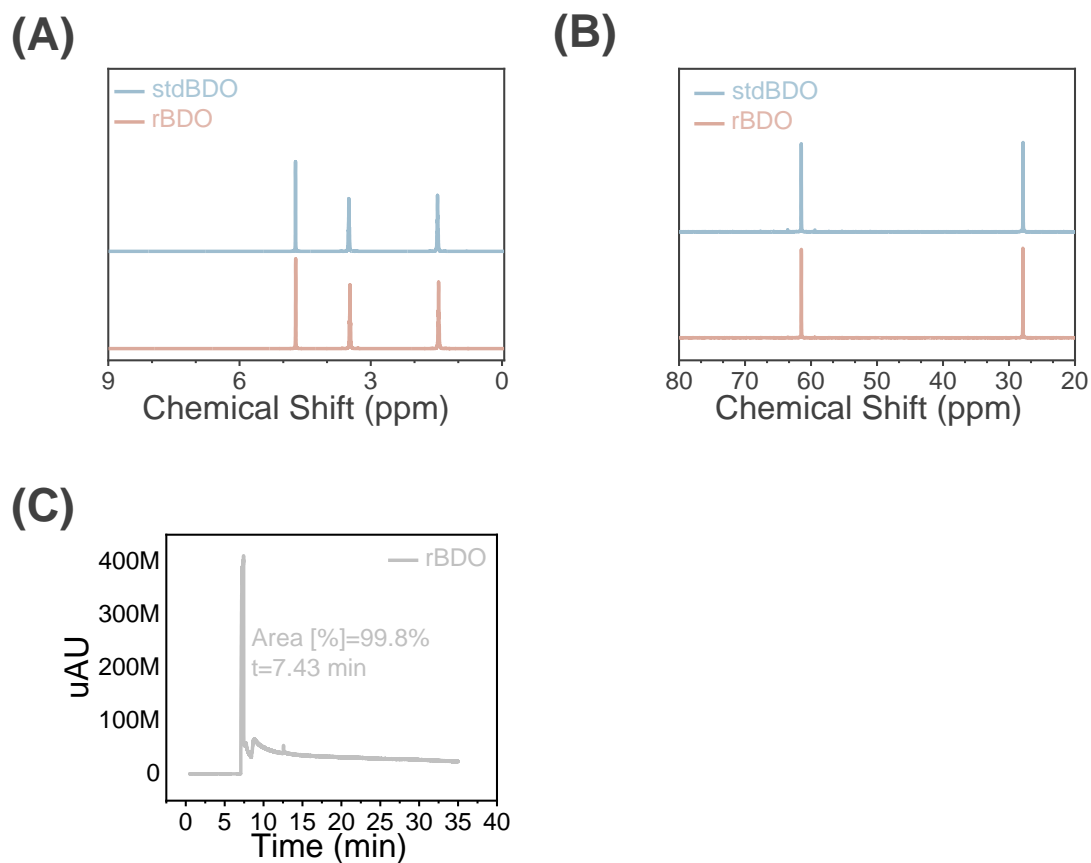 (A)
stdBDO
rBDO
9 6 3 0
Chemical Shift (ppm)
(B)
stdBDO
rBDO
80 70 60 50 40 30 20
Chemical Shift (ppm)
(C)
rBDO
400M
300M
200M
100M
0
uAU
Area [%]=99.8%
t=7.43 min
0 5 10 15 20 25 30 35 40
Time (min)